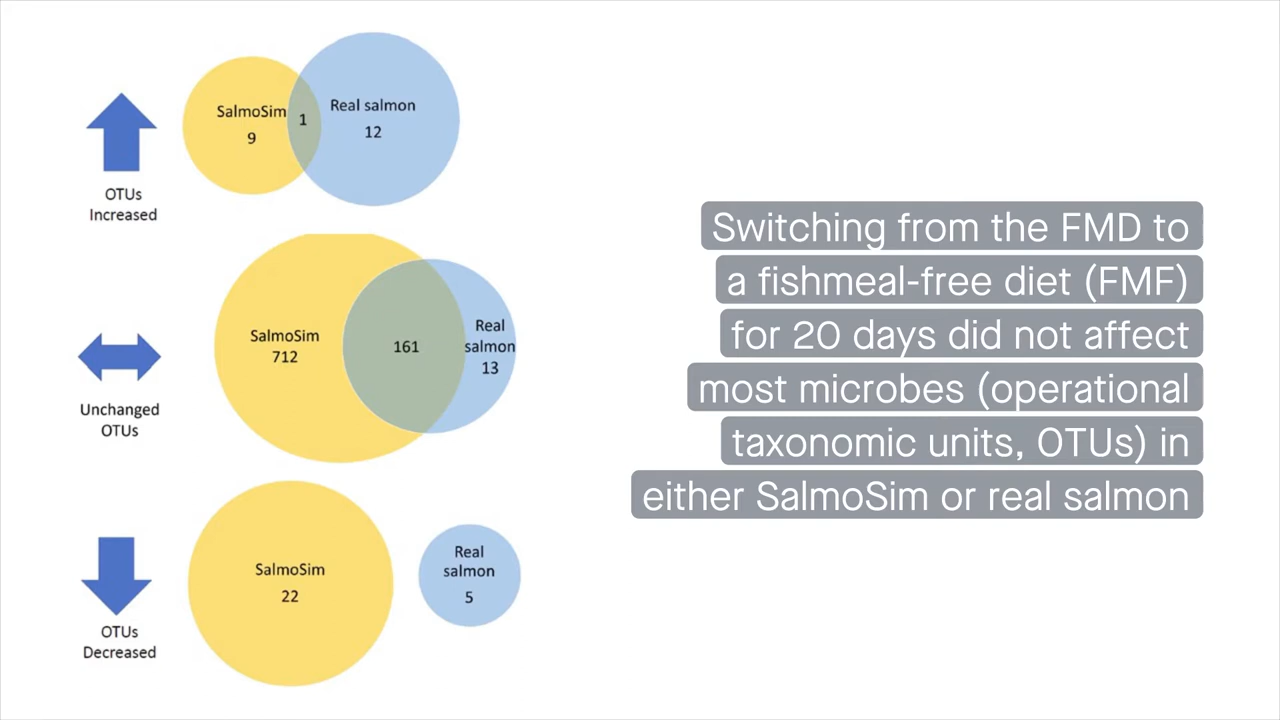 SalmoSim
9
1
Real salmon
12
OTUs
Increased
SalmoSim
712
161
Real
salmon
13
Unchanged
OTUs
SalmoSim
22
Real
salmon
5
OTUs
Decreased
Switching from the FMD to
a fishmeal-free diet (FMF)
for 20 days did not affect
most microbes (operational
taxonomic units, OTUs) in
either SalmoSim or real salmon